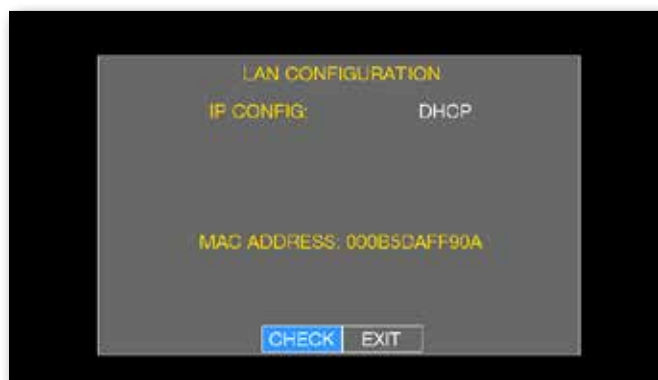 LAN CONFIGURATION
IP CONFIG: DHCP
MAC ADDRESS: 000B5DAFF90A
CHECK EXIT